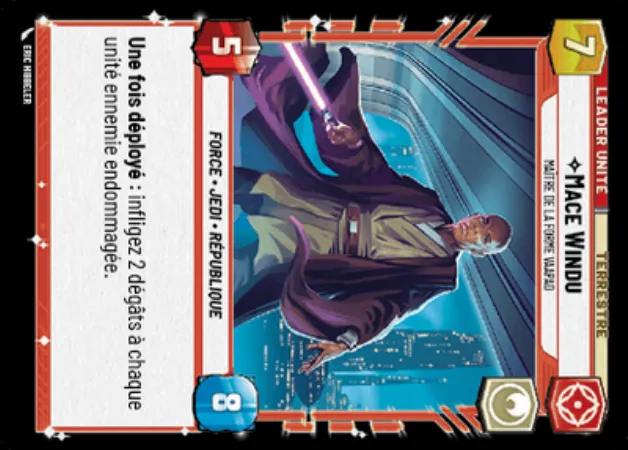 LEADER UNITÉ
TERRESTRE
7
MACE WINDU
MAÎTRE DE LA FORME VAAPAD
5
FORCE • JEDI • RÉPUBLIQUE
8
Une fois déployé : infligez 2 dégâts à chaque
unité ennemie endommagée.
ERIC HIBBELER